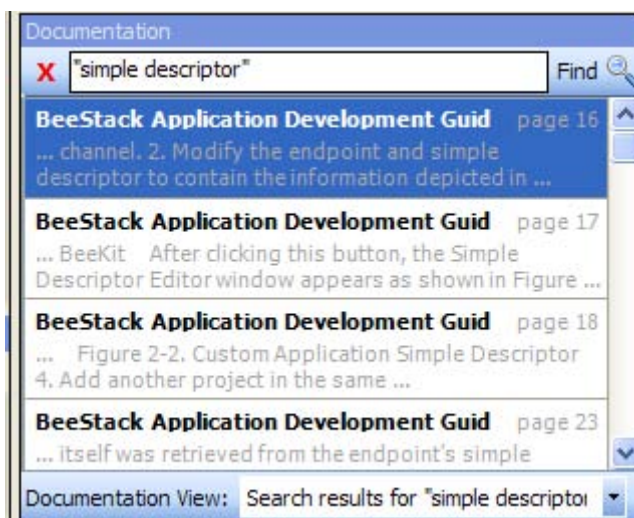 Documentation
X "simple descriptor" Find
BeeStack Application Development Guid page 16
... channel. 2. Modify the endpoint and simple
descriptor to contain the information depicted in ...
BeeStack Application Development Guid page 17
... BeeKit After clicking this button, the Simple
Descriptor Editor window appears as shown in Figure ...
BeeStack Application Development Guid page 18
... Figure 2-2. Custom Application Simple Descriptor
4. Add another project in the same ...
BeeStack Application Development Guid page 23
... itself was retrieved from the endpoint's simple
Documentation View: Search results for "simple descriptor